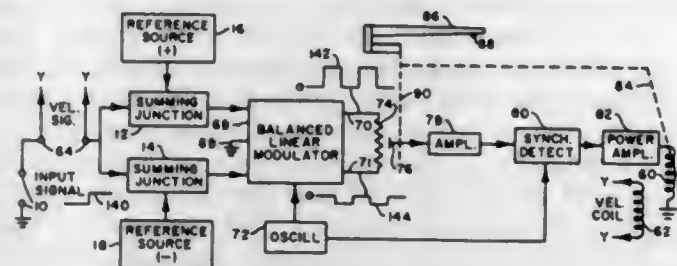 REFERENCE
SOURCE
(+)
16
86
88
142
Y
Y
VEL.
SIG.
64
SUMMING
JUNCTION
12
68
BALANCED
LINEAR
MODULATOR
69
70
71
74
90
76
79
AMPL.
80
SYNCH.
DETECT
82
POWER
AMPL.
84
60
INPUT
SIGNAL
10
140
14
SUMMING
JUNCTION
144
72
OSCILL
18
REFERENCE
SOURCE
(-)
Y
Y
VEL
COIL
62